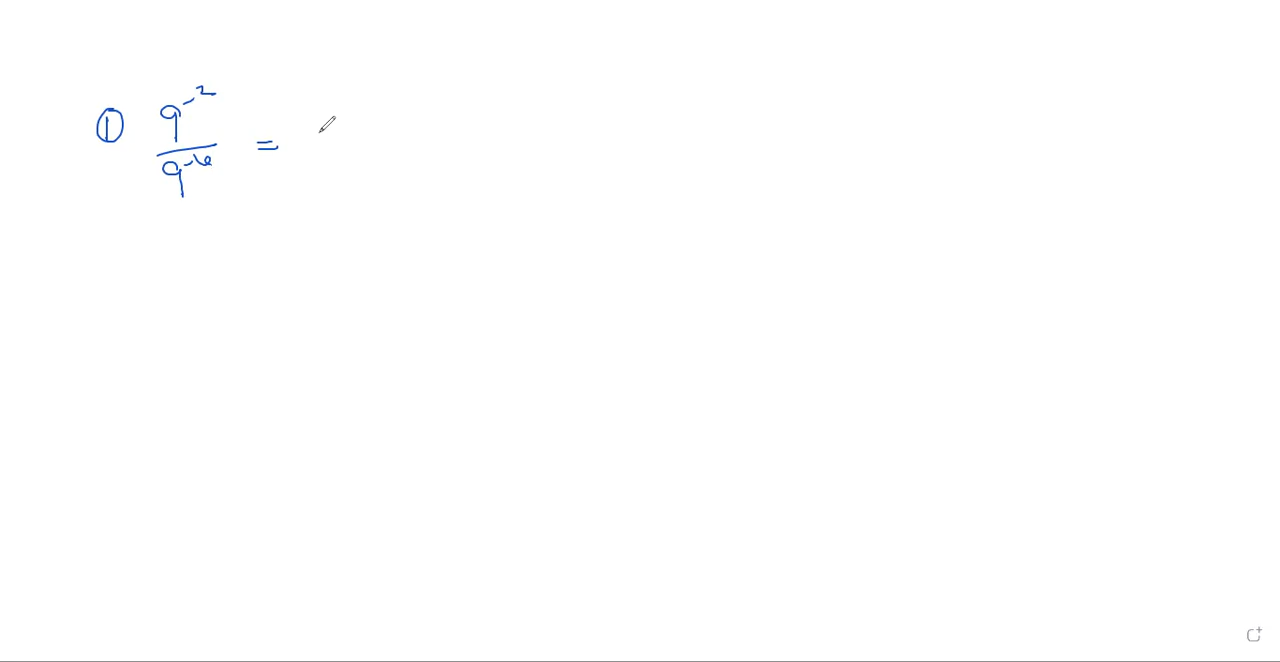 ① 9⁻²/9⁻⁶ =